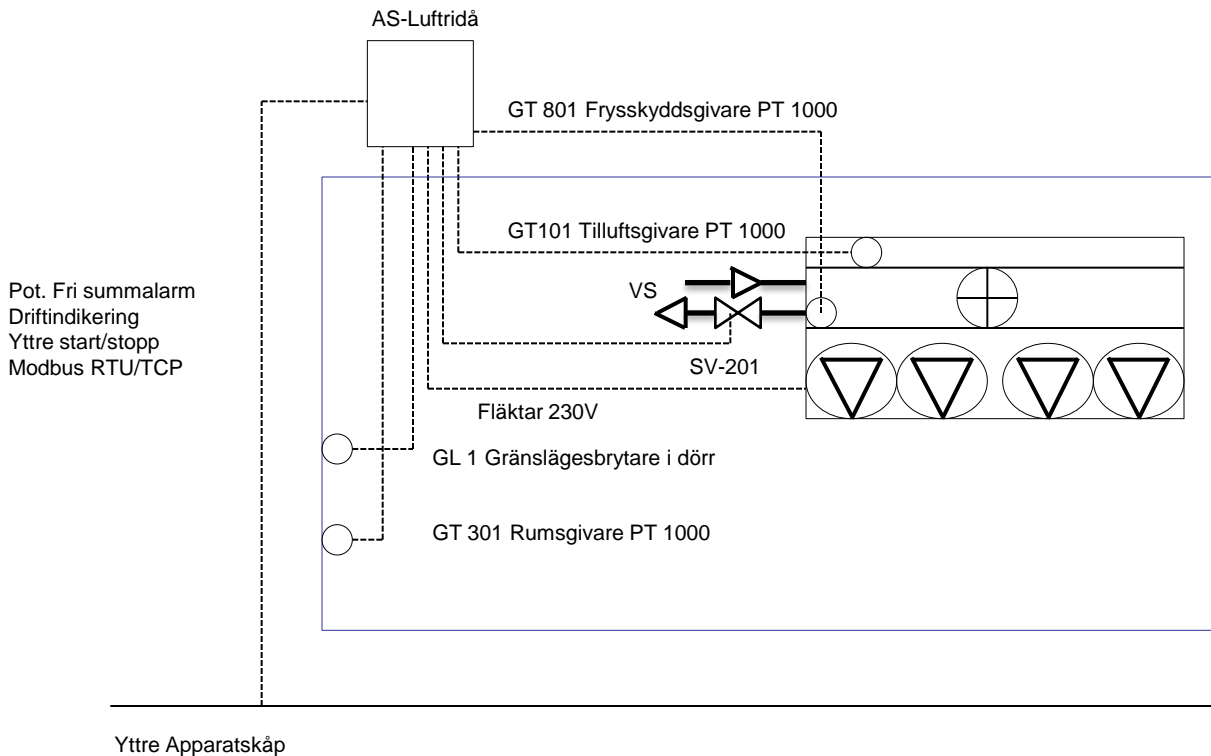 AS-Luftridå
GT 801 Frysskyddsgivare PT 1000
GT101 Tilluftsgivare PT 1000
VS
Pot. Fri summalarm
Driftindikering
Yttre start/stopp
Modbus RTU/TCP
SV-201
Fläktar 230V
GL 1 Gränslägesbrytare i dörr
GT 301 Rumsgivare PT 1000
Yttre Apparatskåp